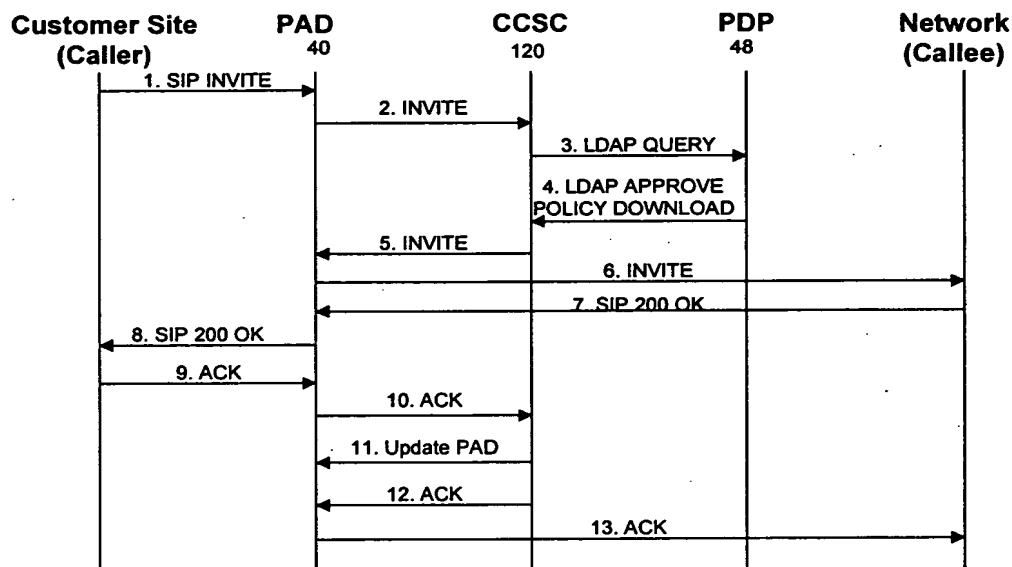 Customer Site
(Caller)
PAD
40
CCSC
120
PDP
48
Network
(Callee)
1. SIP INVITE
2. INVITE
3. LDAP QUERY
4. LDAP APPROVE
POLICY DOWNLOAD
5. INVITE
6. INVITE
7. SIP 200 OK
8. SIP 200 OK
9. ACK
10. ACK
11. Update PAD
12. ACK
13. ACK